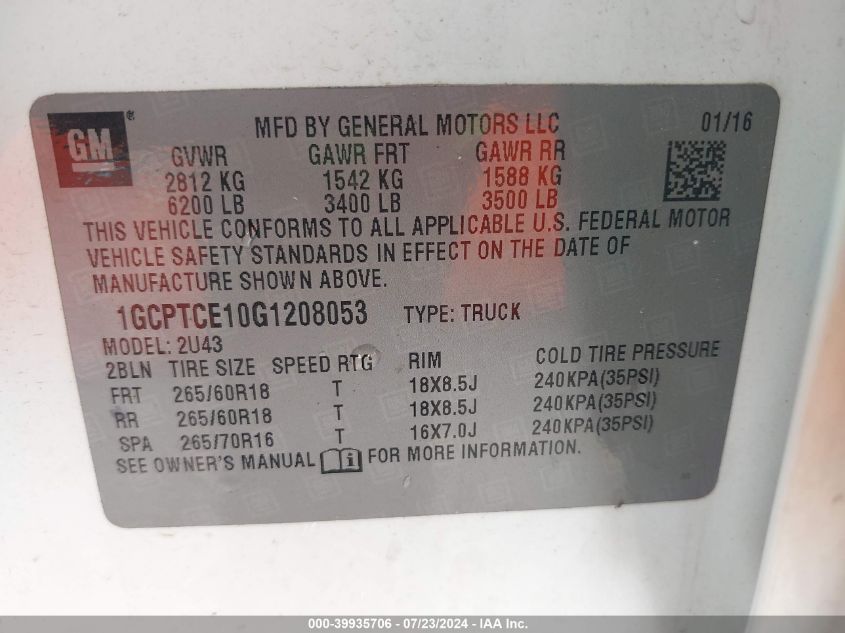 GM®
MFD BY GENERAL MOTORS LLC 01/16
GVWR GAWR FRT GAWR RR
2812 KG 1542 KG 1588 KG
6200 LB 3400 LB 3500 LB
THIS VEHICLE CONFORMS TO ALL APPLICABLE U.S. FEDERAL MOTOR
VEHICLE SAFETY STANDARDS IN EFFECT ON THE DATE OF
MANUFACTURE SHOWN ABOVE.
1GCPTCE10G1208053 TYPE: TRUCK
MODEL: 2U43
2BLN TIRE SIZE SPEED RTG RIM COLD TIRE PRESSURE
FRT 265/60R18 T 18X8.5J 240KPA(35PSI)
RR 265/60R18 T 18X8.5J 240KPA(35PSI)
SPA 265/70R16 T 16X7.0J 240KPA(35PSI)
SEE OWNER'S MANUAL FOR MORE INFORMATION.
000-39935706 - 07/23/2024 - IAA Inc.